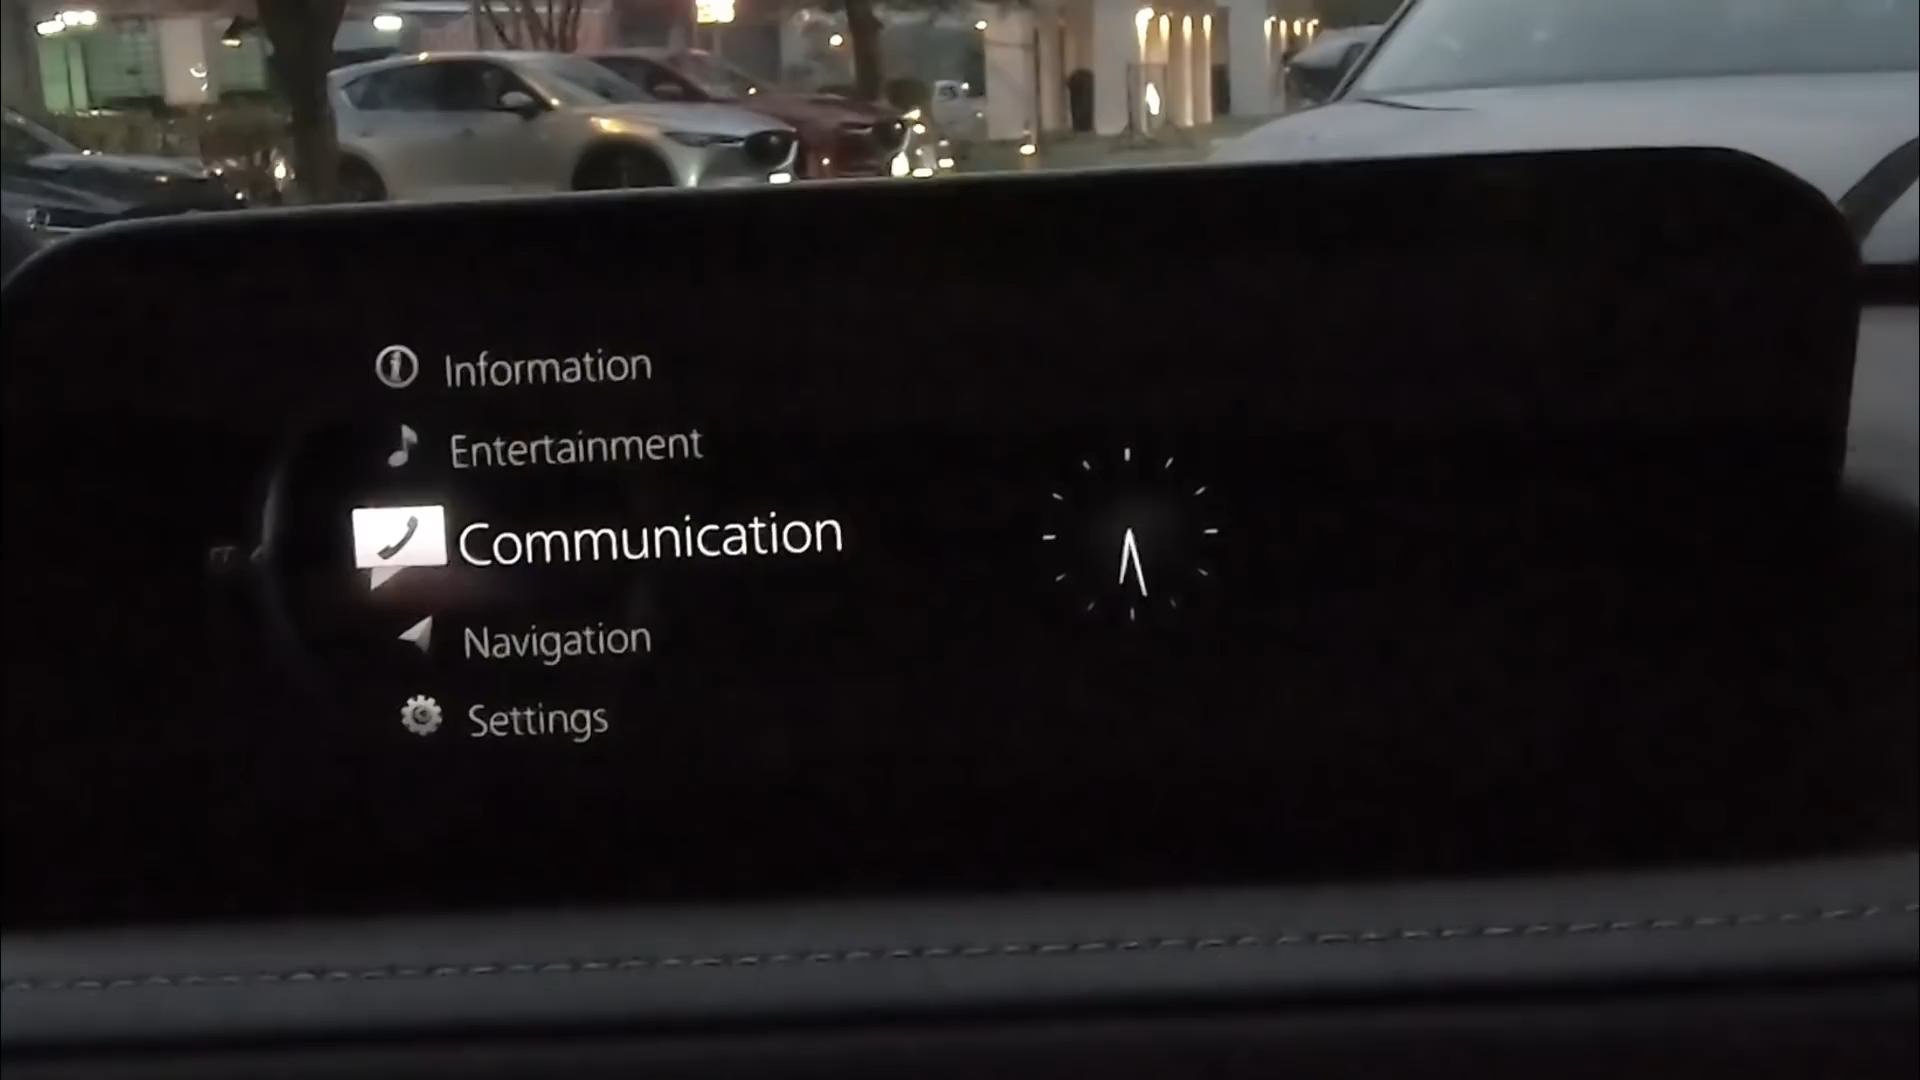 Information
Entertainment
Communication
Navigation
Settings